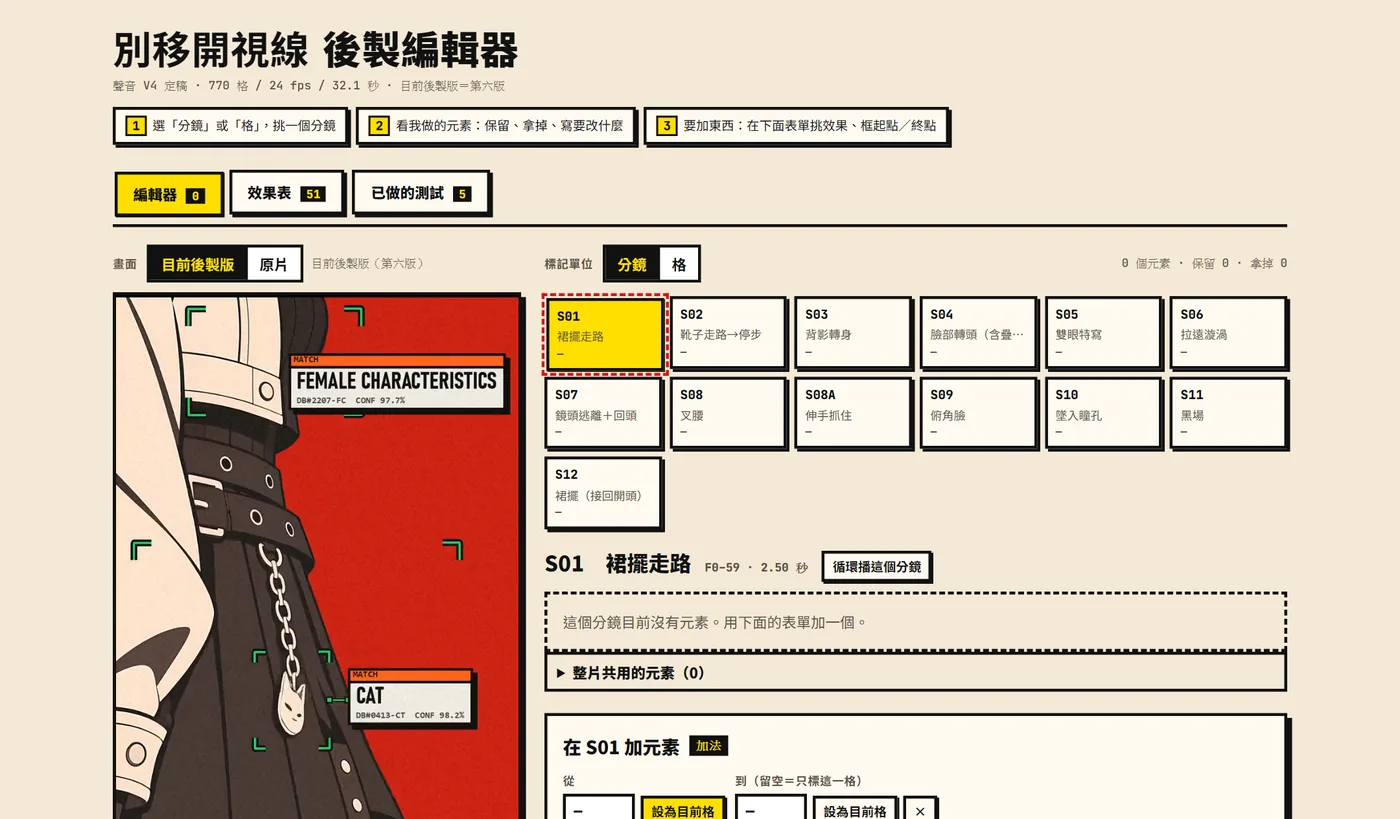 別移開視線 後製編輯器
聲音 V4 定稿 · 770 格 / 24 fps / 32.1 秒 · 目前後製版＝第六版
1 選「分鏡」或「格」，挑一個分鏡
2 看我做的元素：保留、拿掉、寫要改什麼
3 要加東西：在下面表單挑效果、框起點／終點
編輯器 0
效果表 51
已做的測試 5
畫面 目前後製版 原片 目前後製版（第六版）
標記單位 分鏡 格
0 個元素 · 保留 0 · 拿掉 0
MATCH
FEMALE CHARACTERISTICS
DB#2207-FC CONF 97.7%
MATCH
CAT
DB#0413-CT CONF 98.2%
S01
裙擺走路
—
S02
靴子走路→停步
—
S03
背影轉身
—
S04
臉部轉頭（含疊…
—
S05
雙眼特寫
—
S06
拉遠漩渦
—
S07
鏡頭逃離＋回頭
—
S08
叉腰
—
S08A
伸手抓住
—
S09
俯角臉
—
S10
墜入瞳孔
—
S11
黑場
—
S12
裙擺（接回開頭）
—
S01 裙擺走路 F0–59 · 2.50 秒 循環播這個分鏡
這個分鏡目前沒有元素。用下面的表單加一個。
▶ 整片共用的元素（0）
在 S01 加元素 加法
從
到（留空＝只標這一格）
— 設為目前格
— 設為目前格 ×